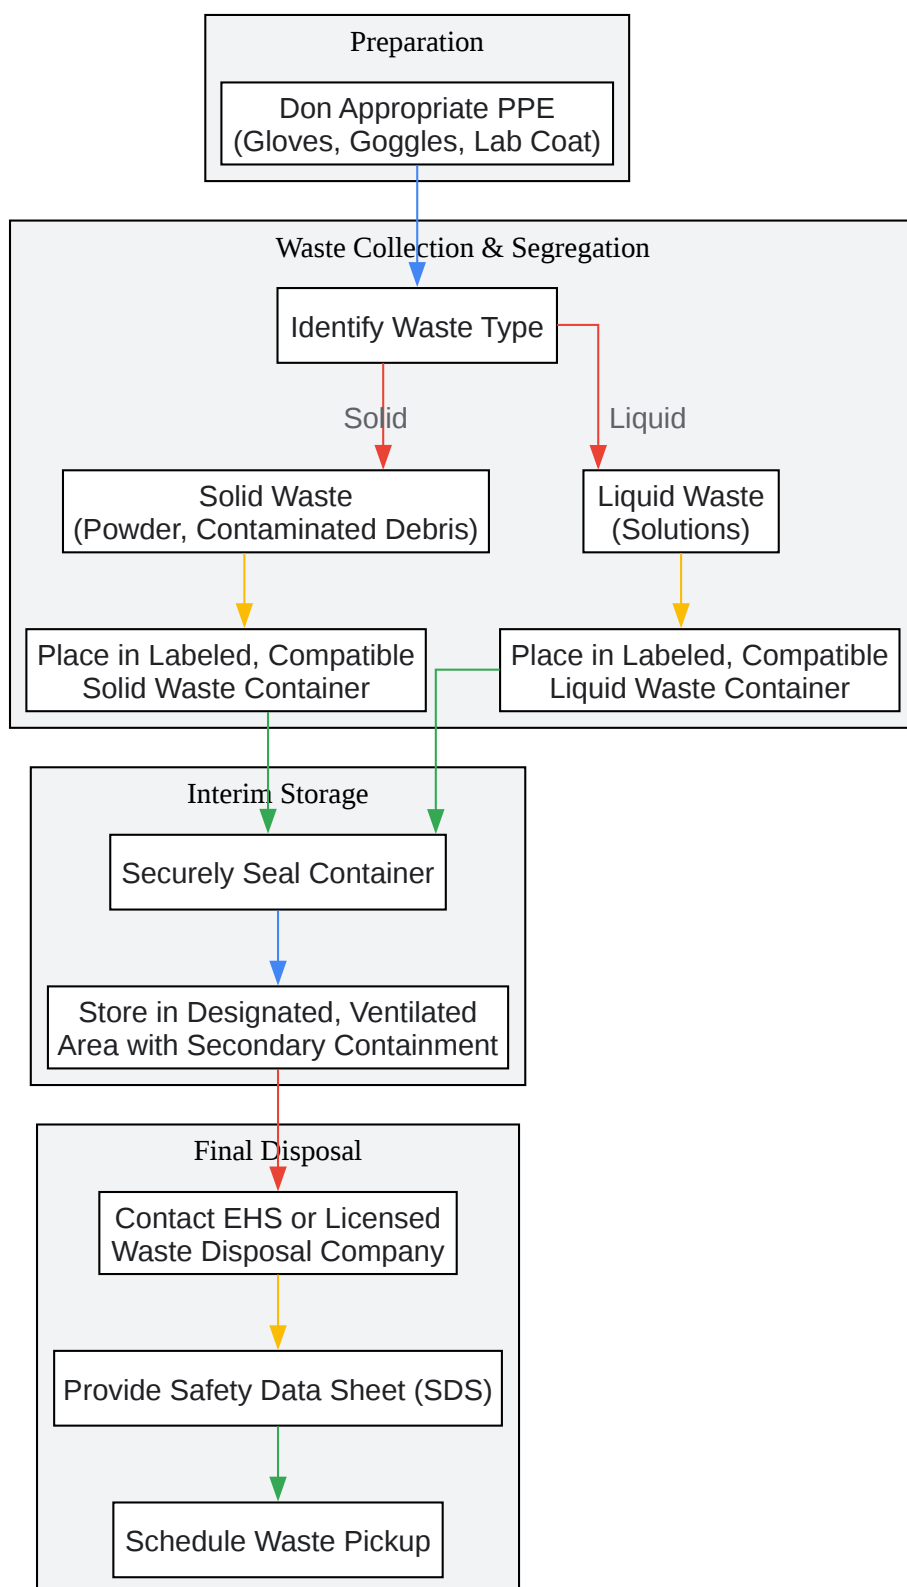 Preparation
Don Appropriate PPE
(Gloves, Goggles, Lab Coat)
Waste Collection & Segregation
Identify Waste Type
Solid
Liquid
Solid Waste
(Powder, Contaminated Debris)
Liquid Waste
(Solutions)
Place in Labeled, Compatible
Solid Waste Container
Place in Labeled, Compatible
Liquid Waste Container
Interim Storage
Securely Seal Container
Store in Designated, Ventilated
Area with Secondary Containment
Final Disposal
Contact EHS or Licensed
Waste Disposal Company
Provide Safety Data Sheet (SDS)
Schedule Waste Pickup